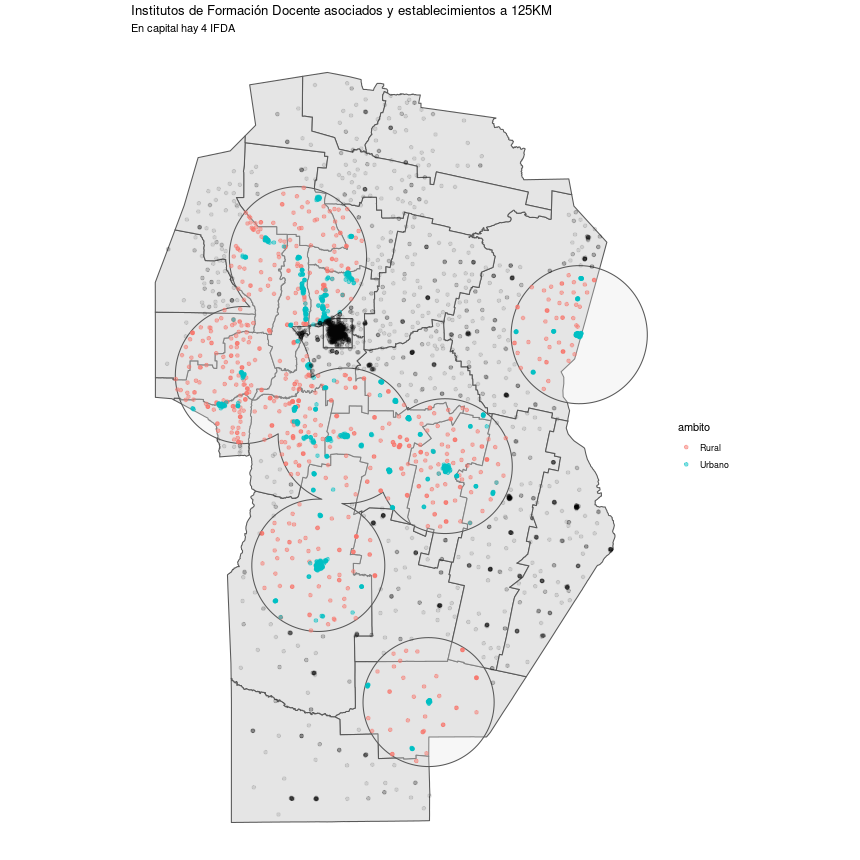 Institutos de Formación Docente asociados y establecimientos a 125KM
En capital hay 4 IFDA
ambito
Rural
Urbano